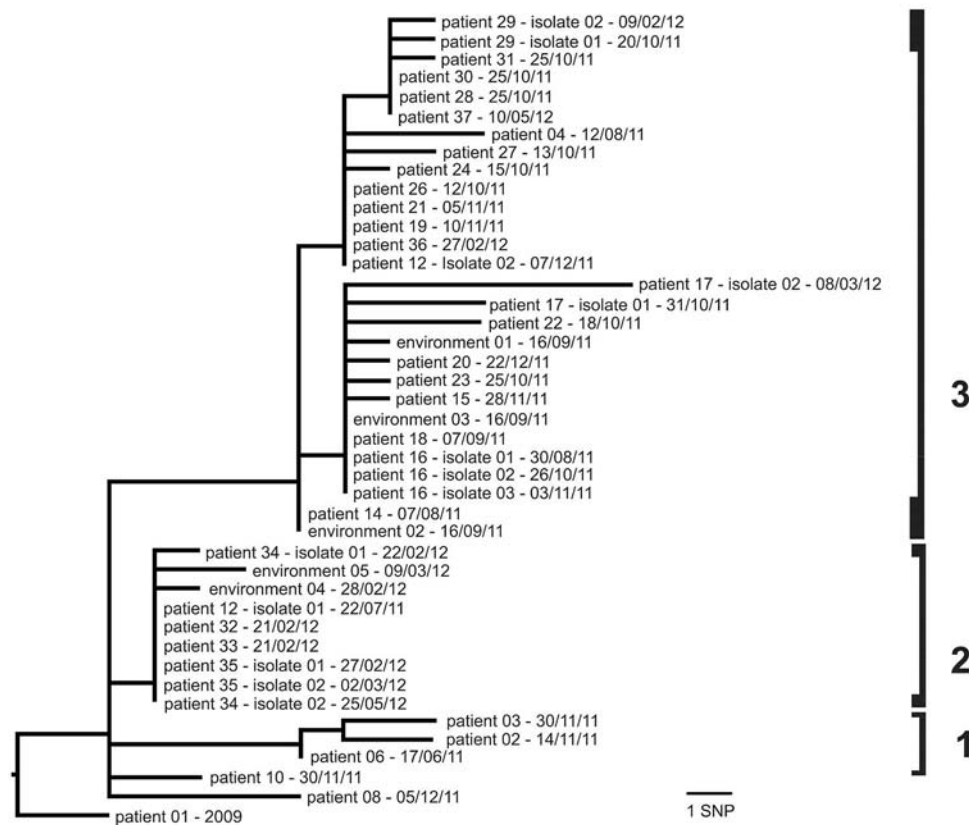 patient 29 - isolate 02 - 09/02/12
patient 29 - isolate 01 - 20/10/11
patient 31 - 25/10/11
patient 30 - 25/10/11
patient 28 - 25/10/11
patient 37 - 10/05/12
patient 04 - 12/08/11
patient 27 - 13/10/11
patient 24 - 15/10/11
patient 26 - 12/10/11
patient 21 - 05/11/11
patient 19 - 10/11/11
patient 36 - 27/02/12
patient 12 - Isolate 02 - 07/12/11
patient 17 - isolate 02 - 08/03/12
patient 17 - isolate 01 - 31/10/11
patient 22 - 18/10/11
environment 01 - 16/09/11
patient 20 - 22/12/11
patient 23 - 25/10/11
patient 15 - 28/11/11
3
environment 03 - 16/09/11
patient 18 - 07/09/11
patient 16 - isolate 01 - 30/08/11
patient 16 - isolate 02 - 26/10/11
patient 16 - isolate 03 - 03/11/11
patient 14 - 07/08/11
environment 02 - 16/09/11
patient 34 - isolate 01 - 22/02/12
environment 05 - 09/03/12
environment 04 - 28/02/12
patient 12 - isolate 01 - 22/07/11
patient 32 - 21/02/12
patient 33 - 21/02/12
2
patient 35 - isolate 01 - 27/02/12
patient 35 - isolate 02 - 02/03/12
patient 34 - isolate 02 - 25/05/12
patient 03 - 30/11/11
patient 02 - 14/11/11
1
patient 06 - 17/06/11
patient 10 - 30/11/11
patient 08 - 05/12/11
patient 01 - 2009
1 SNP